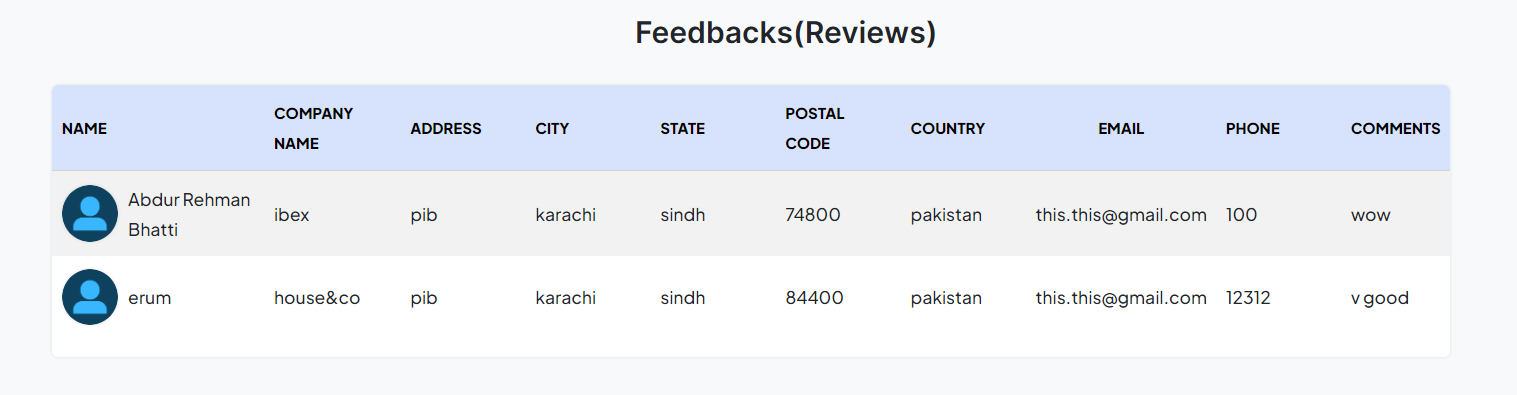 Feedbacks(Reviews)
NAME COMPANY NAME ADDRESS CITY STATE POSTAL CODE COUNTRY EMAIL PHONE COMMENTS
Abdur Rehman Bhatti ibex pib karachi sindh 74800 pakistan this.this@gmail.com 100 wow
erum house&co pib karachi sindh 84400 pakistan this.this@gmail.com 12312 v good